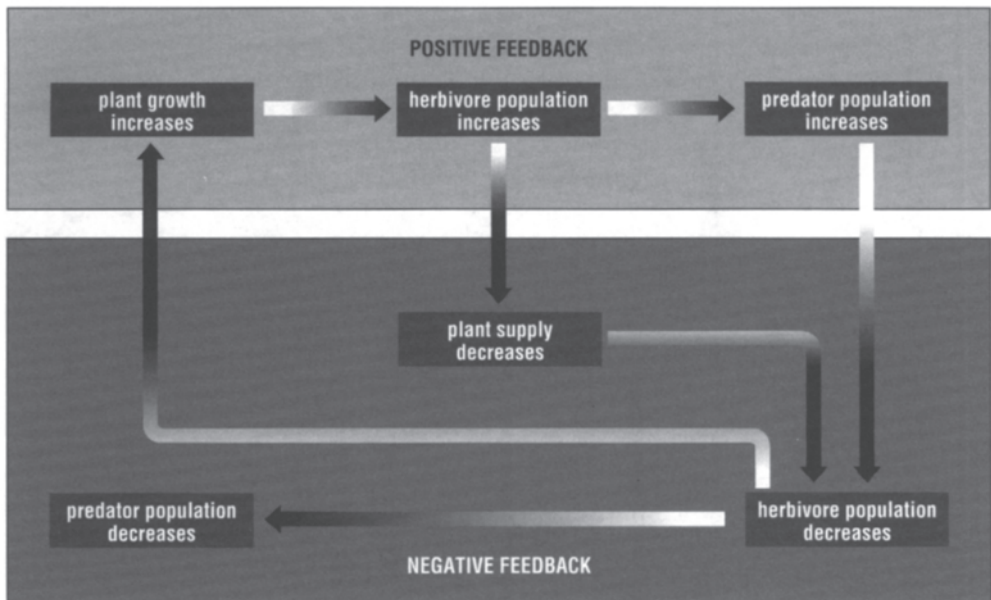 POSITIVE FEEDBACK
plant growth
increases
herbivore population
increases
predator population
increases
plant supply
decreases
predator population
decreases
herbivore population
decreases
NEGATIVE FEEDBACK